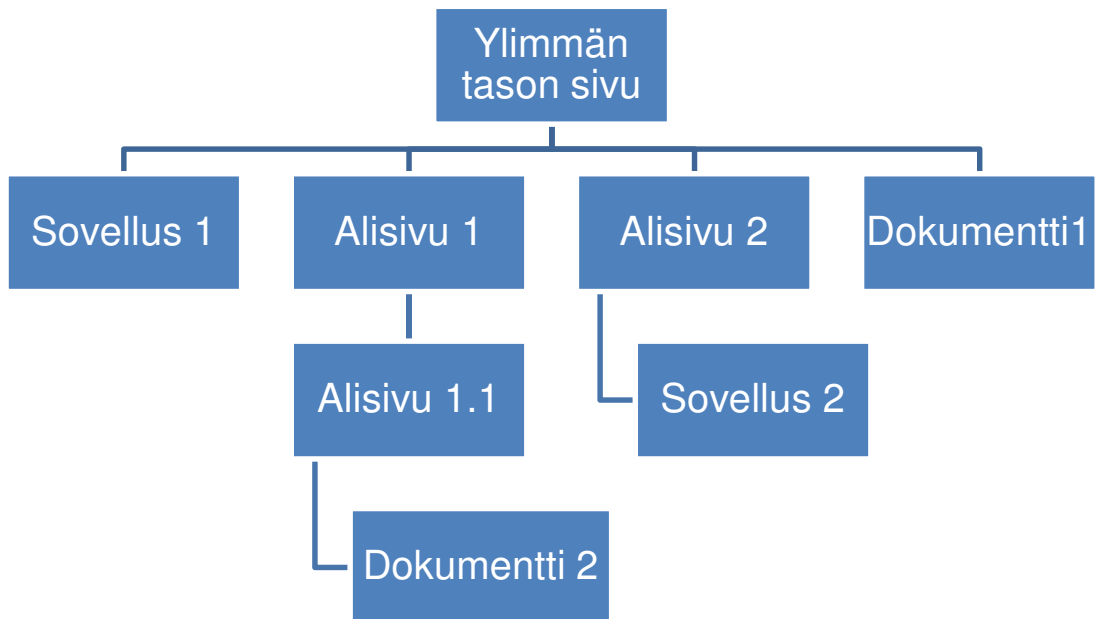 Ylimmän
tason sivu
Sovellus 1
Alisivu 1
Alisivu 2
Dokumentti1
Alisivu 1.1
Sovellus 2
Dokumentti 2